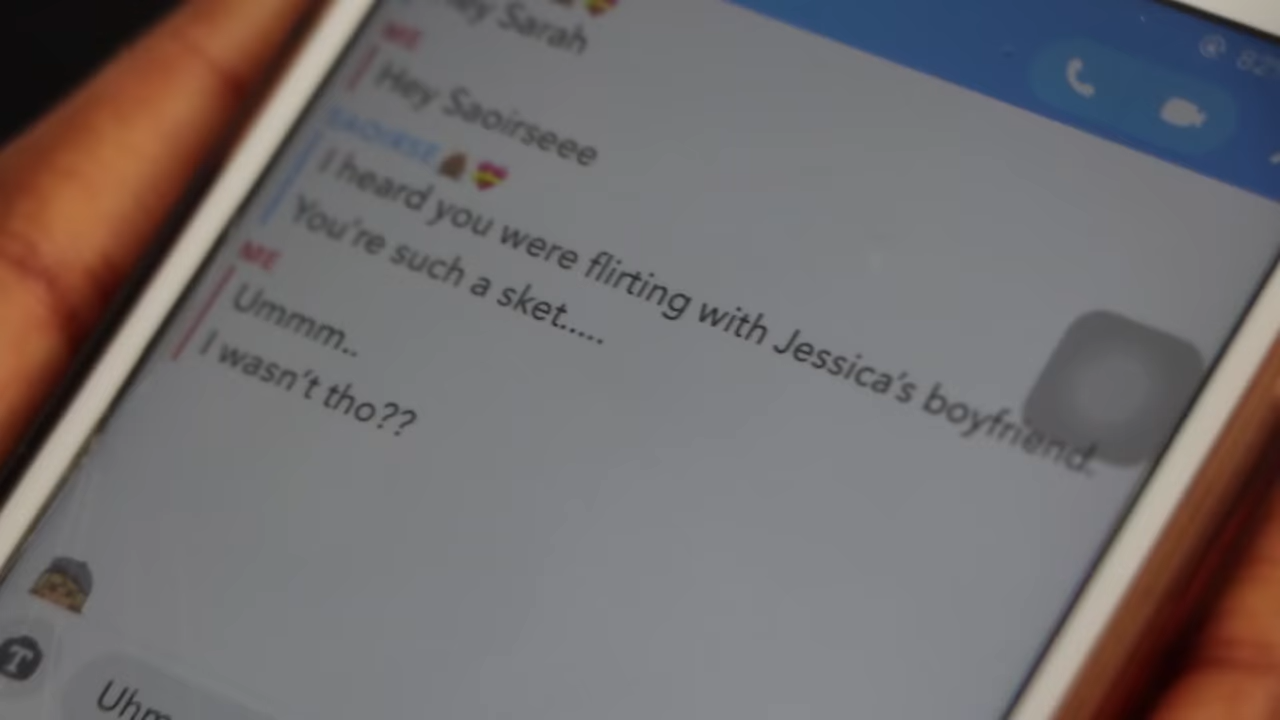 Hey Sarah
ME
Hey Saoirseee
SAOIRSE
I heard you were flirting with Jessica's boyfriend.
You're such a sket.....
ME
Ummm..
I wasn't tho??
T
Uhm